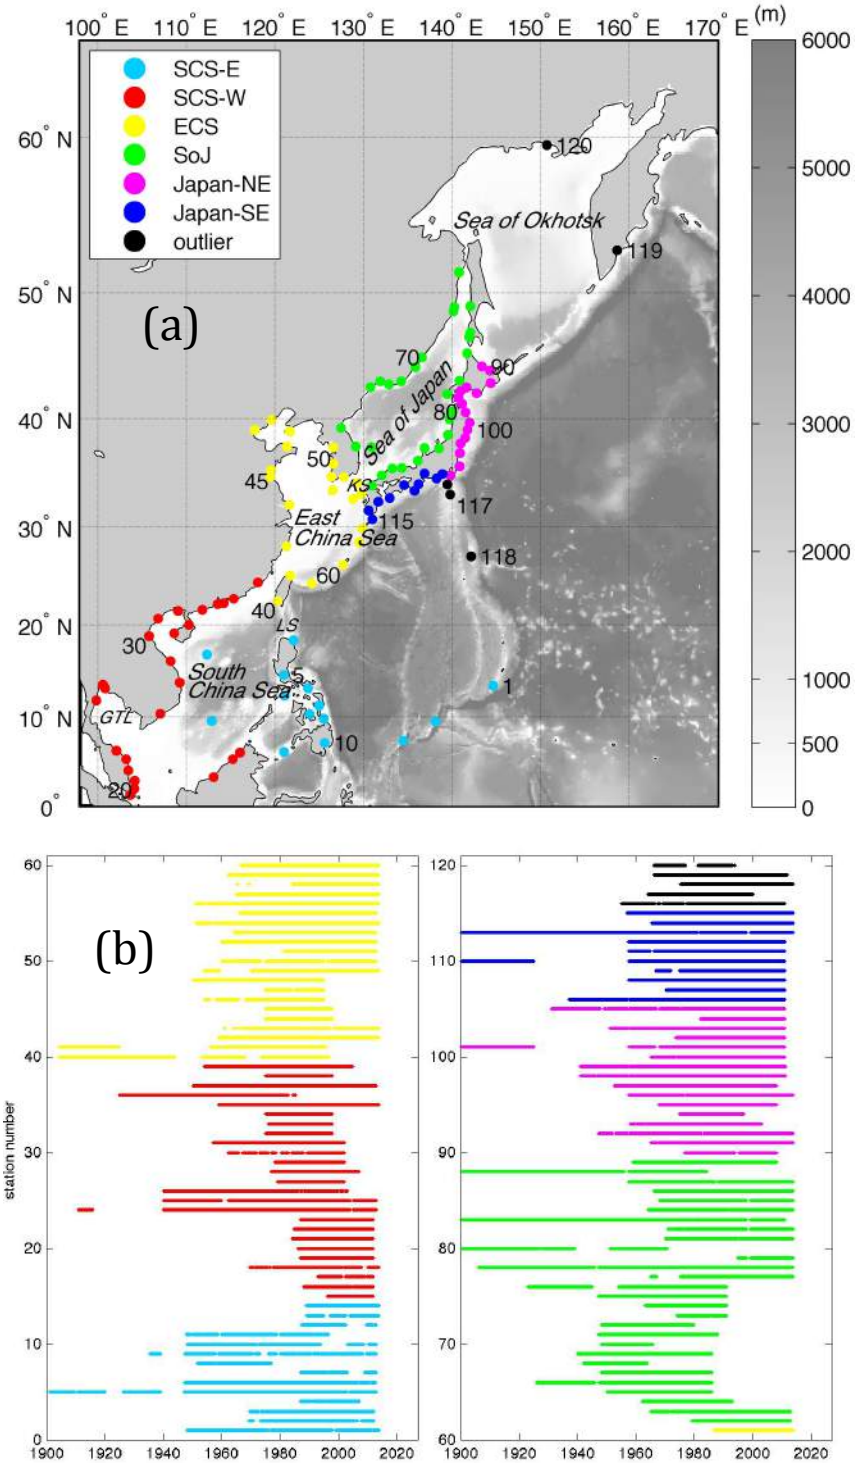 100° E 110° E 120° E 130° E 140° E 150° E 160° E 170° E (m)
SCS-E
SCS-W
ECS
SoJ
Japan-NE
Japan-SE
outlier
60° N
50° N
40° N
30° N
20° N
10° N
0°
(a)
120
Sea of Okhotsk
119
70
90
Sea of Japan
80
100
50
45
KS
117
East
China Sea
115
118
60
40
LS
30
South
China Sea
5
1
GTL
10
20
6000
5000
4000
3000
2000
1000
500
0
(b)
station number
60
50
40
30
20
10
0
1900 1920 1940 1960 1980 2000 2020
120
110
100
90
80
70
60
1900 1920 1940 1960 1980 2000 2020